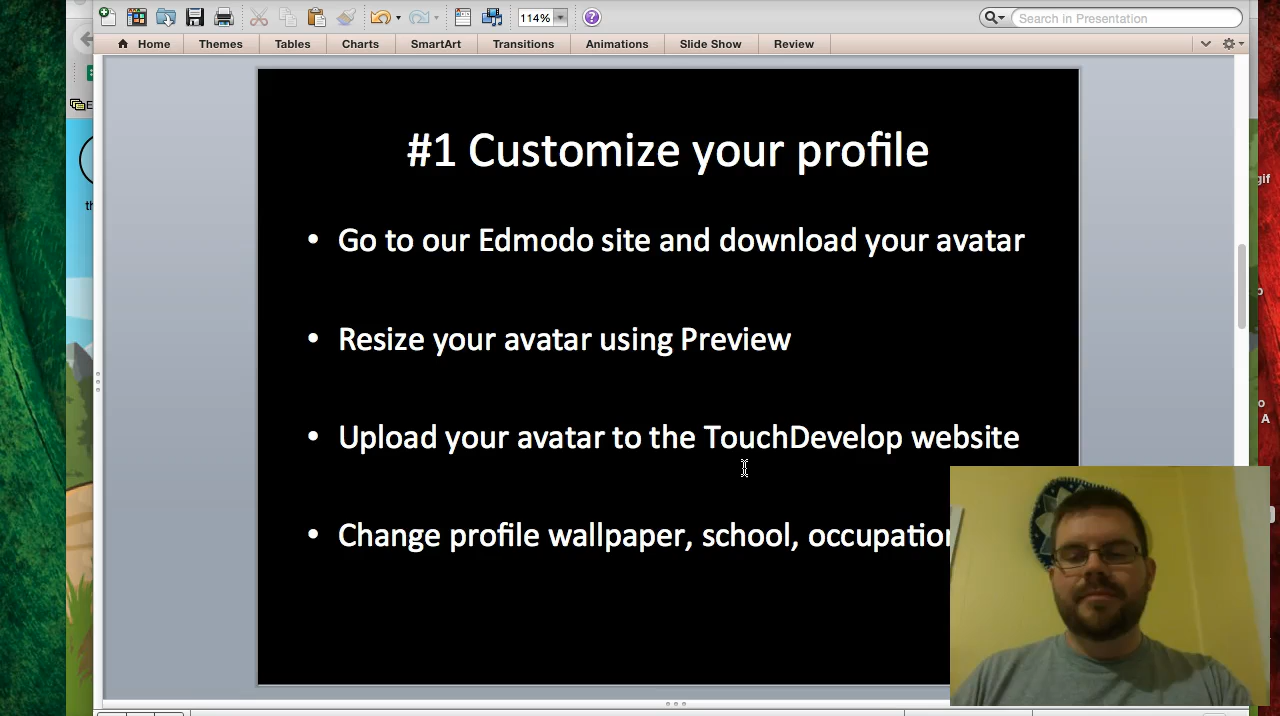 114%
Search in Presentation
Home Themes Tables Charts SmartArt Transitions Animations Slide Show Review
#1 Customize your profile
• Go to our Edmodo site and download your avatar
• Resize your avatar using Preview
• Upload your avatar to the TouchDevelop website
• Change profile wallpaper, school,
gif
A